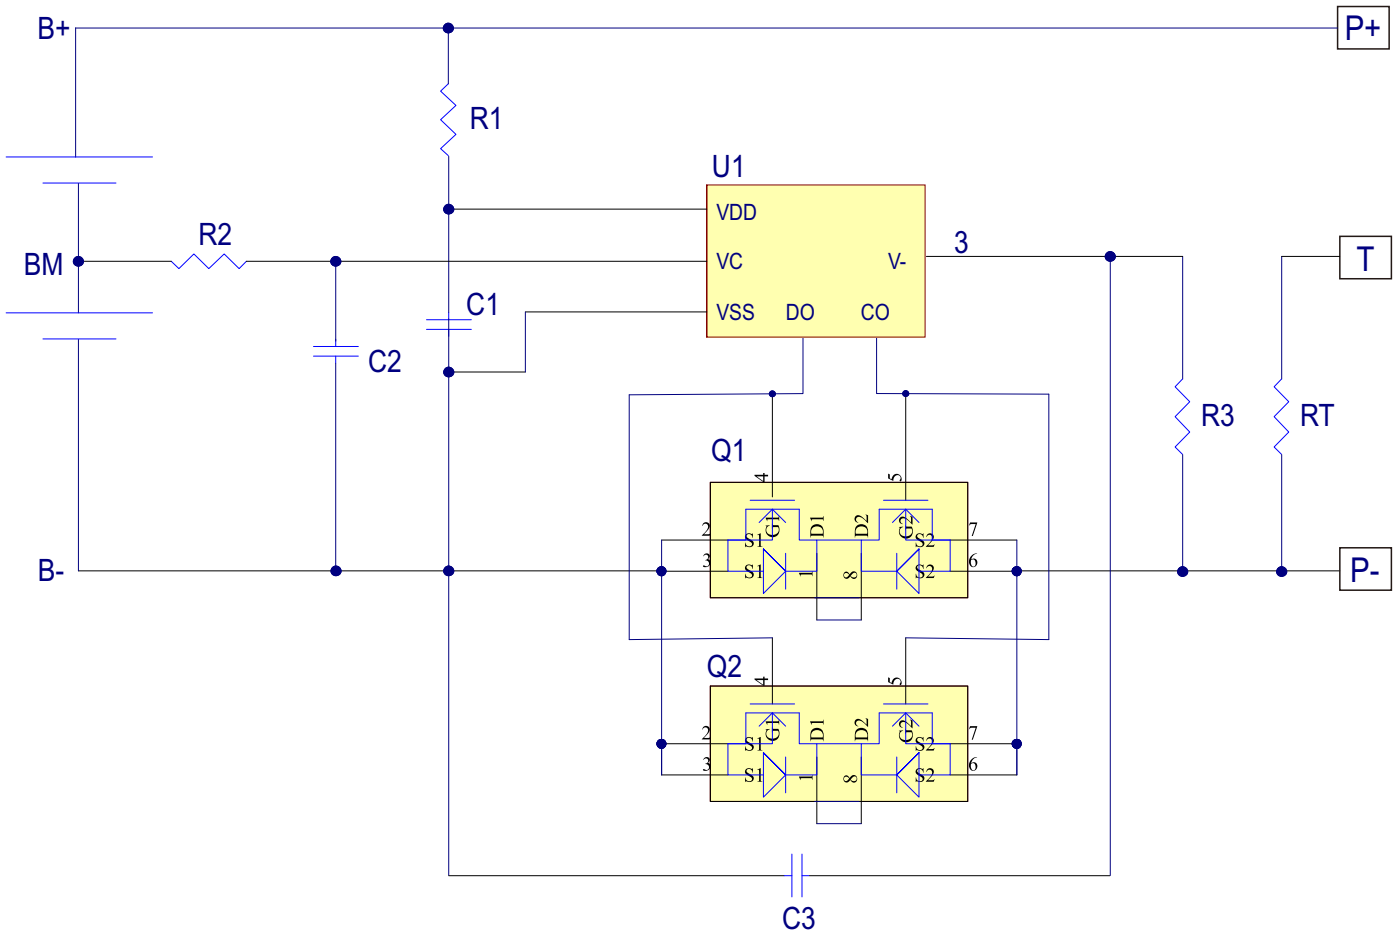 B+
P+
R1
U1
VDD
R2
3
T
BM
VC
V-
C1
VSS
DO
CO
C2
R3
RT
Q1
4
5
G1
D1
D2
G2
2
S1
S2
7
3
S1
1
8
S2
6
B-
P-
Q2
4
5
G1
D1
D2
G2
2
S1
S2
7
3
S1
1
8
S2
6
C3